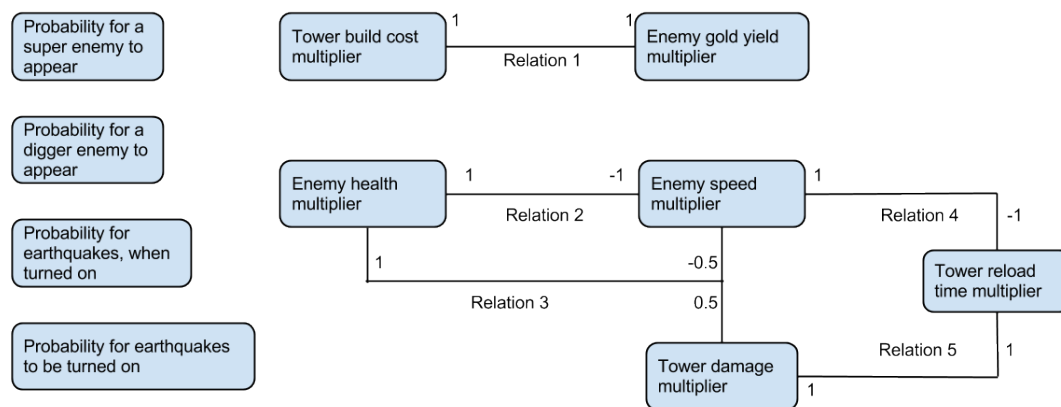 Probability for a
super enemy to
appear
Tower build cost
multiplier
1
1
Relation 1
Enemy gold yield
multiplier
Probability for a
digger enemy to
appear
Enemy health
multiplier
1
-1
Relation 2
Enemy speed
multiplier
1
Relation 4
-1
Probability for
earthquakes, when
turned on
1
Relation 3
-0.5
0.5
Tower reload
time multiplier
Probability for earthquakes
to be turned on
Tower damage
multiplier
1
Relation 5
1